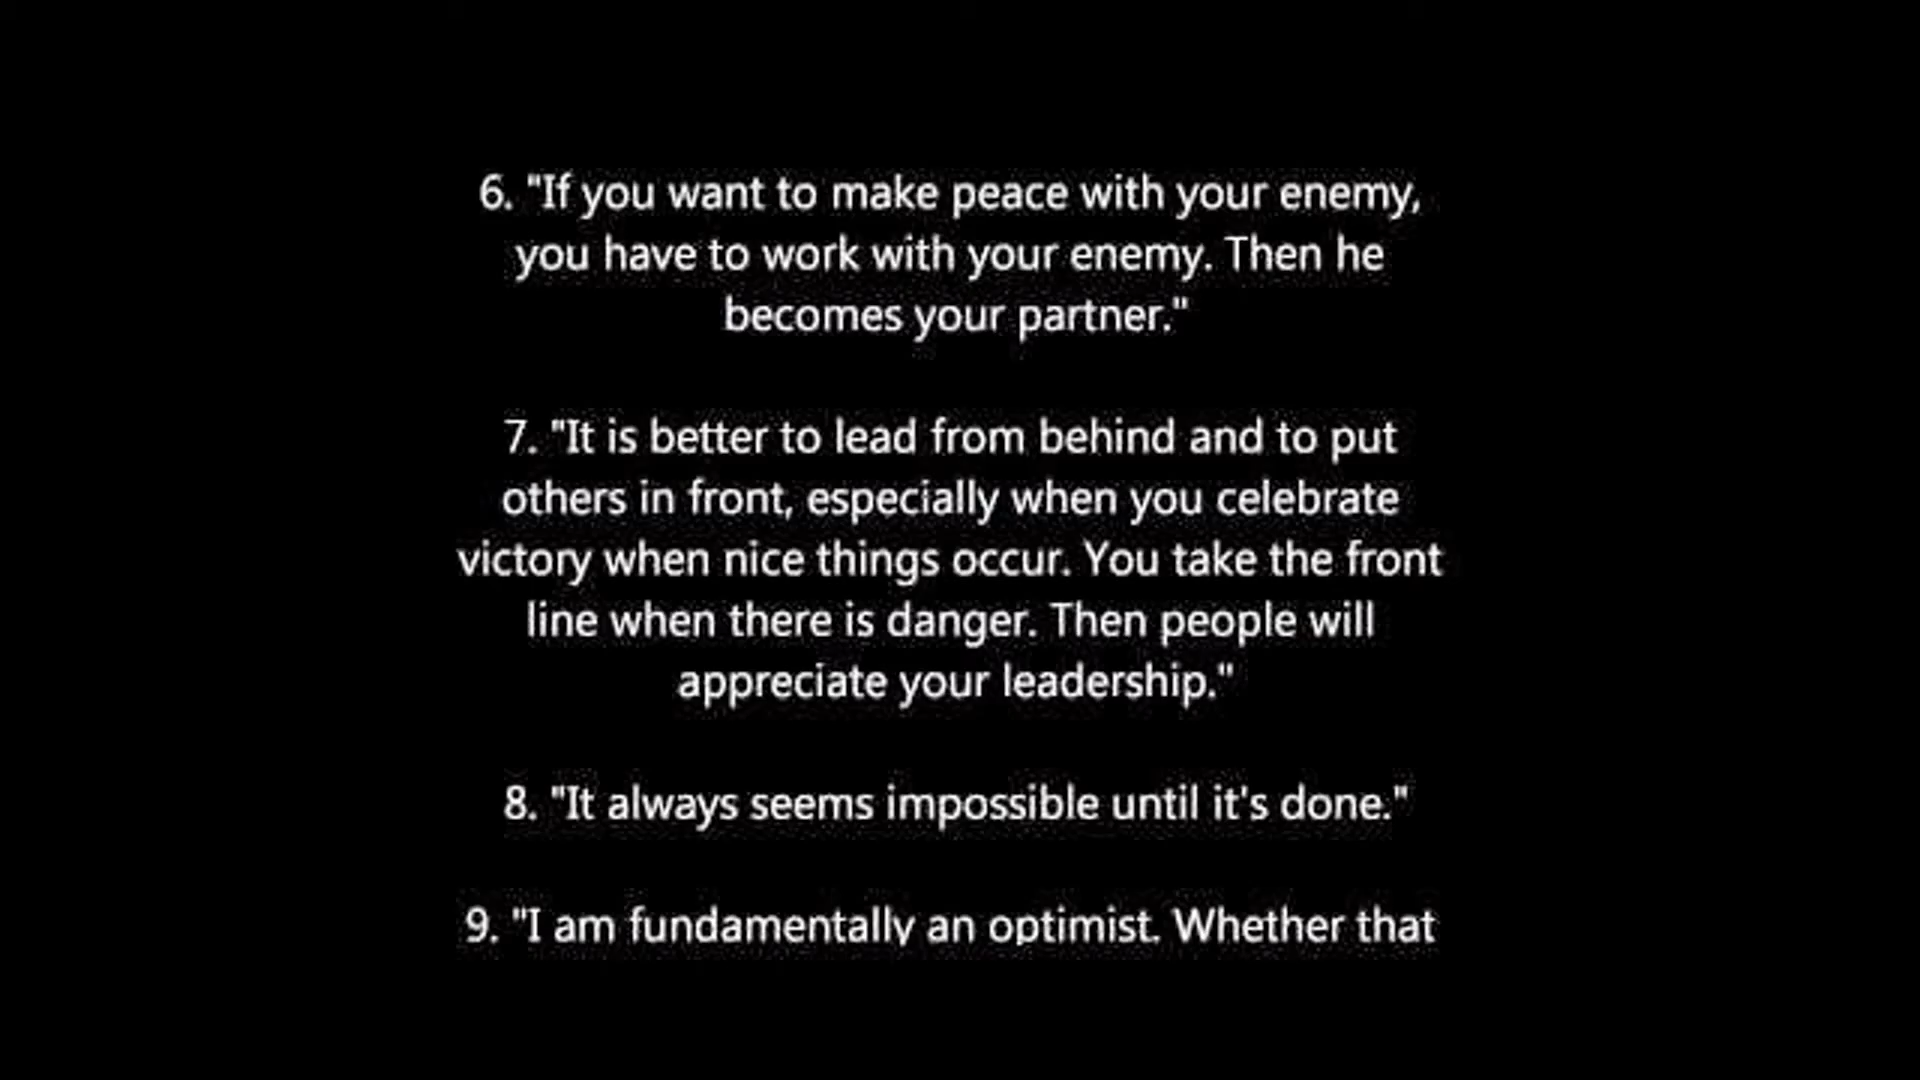 6. "If you want to make peace with your enemy,
you have to work with your enemy. Then he
becomes your partner."
7. "It is better to lead from behind and to put
others in front, especially when you celebrate
victory when nice things occur. You take the front
line when there is danger. Then people will
appreciate your leadership."
8. "It always seems impossible until it's done."
9. "I am fundamentally an optimist. Whether that